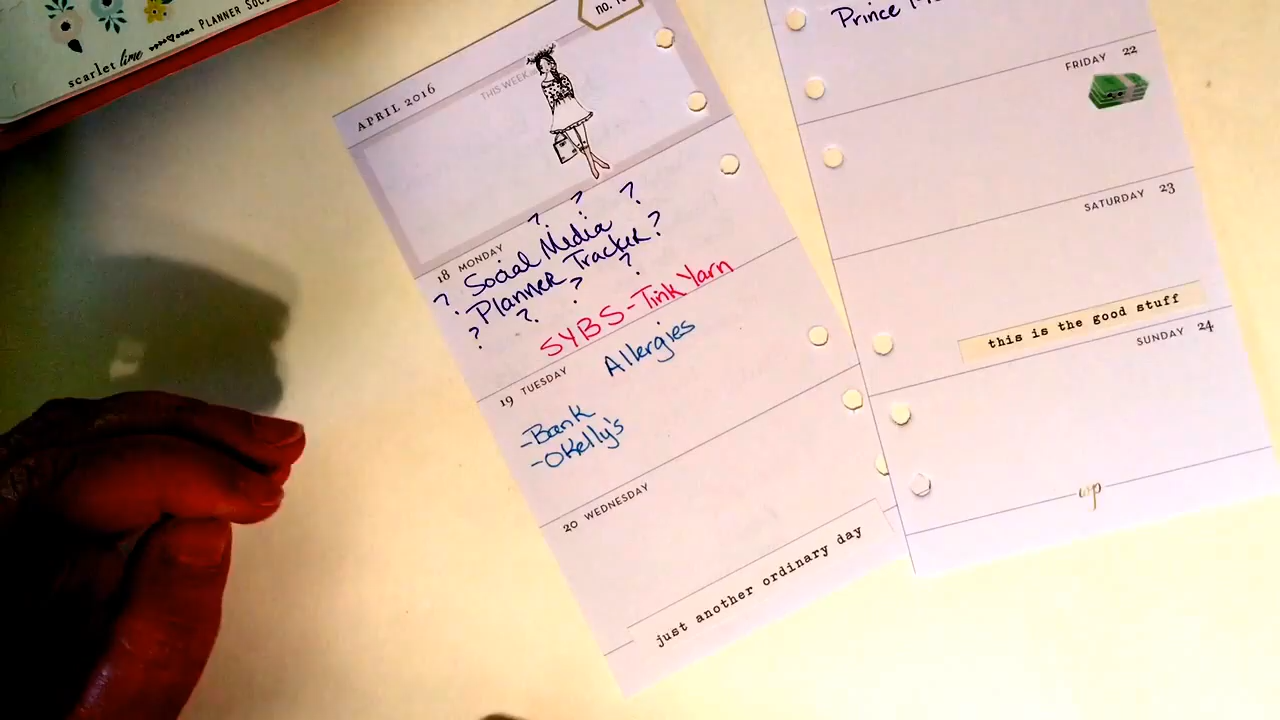 scarlet lime
PLANNER
APRIL 2016
THIS WEEK
no.
18 MONDAY
? ? ?
? Social Media
? Planner Tracker?
? ? ?
SYBS-Tink Yarn
19 TUESDAY
Allergies
-Bank
-OKelly's
20 WEDNESDAY
just another ordinary day
Prince
FRIDAY 22
SATURDAY 23
this is the good stuff
SUNDAY 24
wp